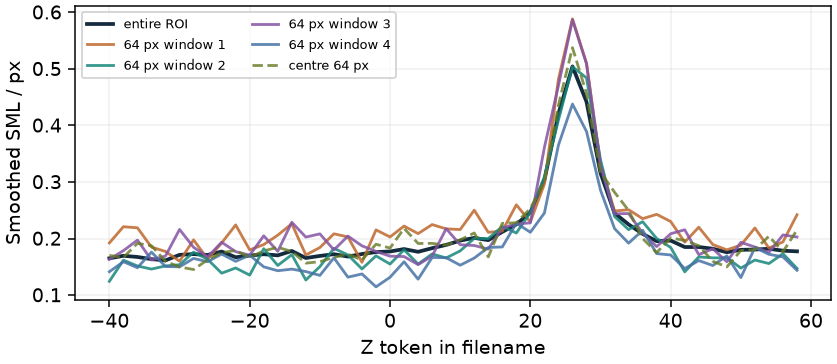 0.6
0.5
0.4
0.3
0.2
0.1
Smoothed SML / px
entire ROI
64 px window 1
64 px window 2
64 px window 3
64 px window 4
centre 64 px
−40
−20
0
20
40
60
Z token in filename